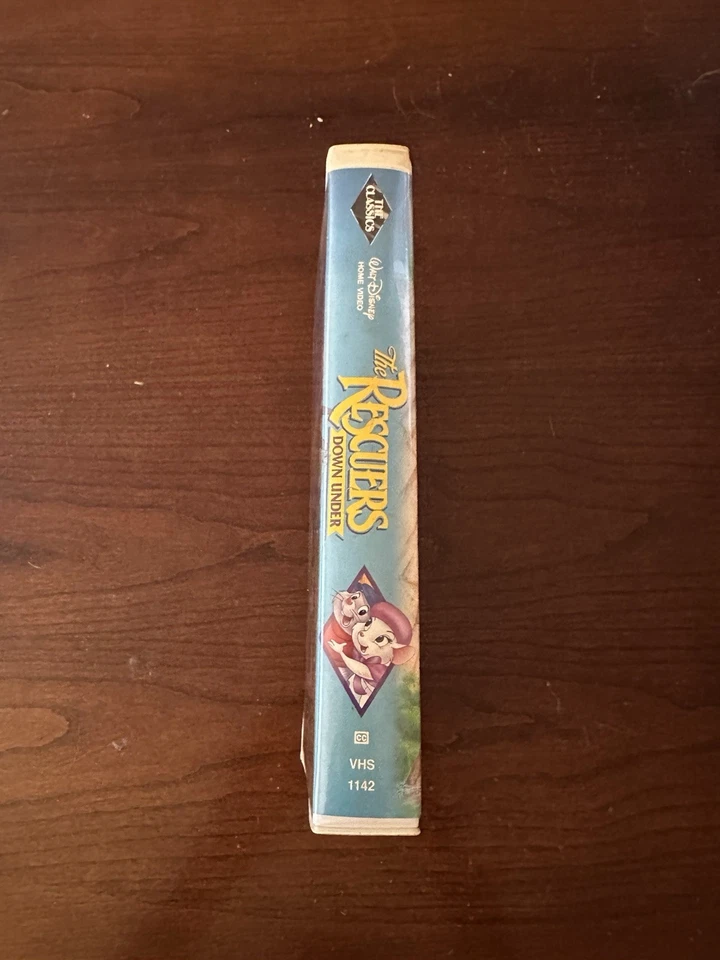 THE
CLASSICS
WALT DISNEY
HOME VIDEO
The
RESCUERS
DOWN UNDER
CC
VHS
1142